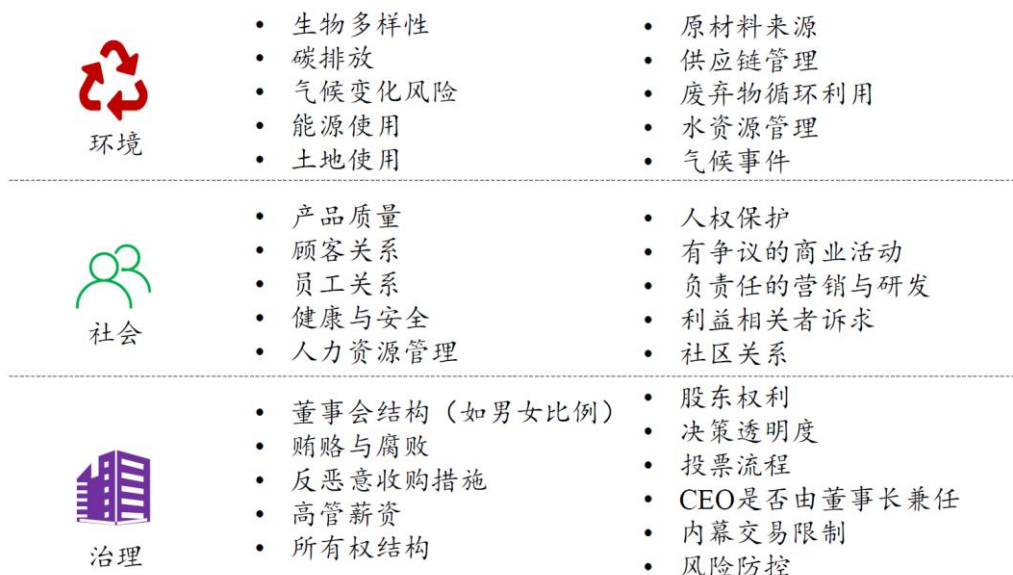 环境
• 生物多样性
• 碳排放
• 气候变化风险
• 能源使用
• 土地使用
• 原材料来源
• 供应链管理
• 废弃物循环利用
• 水资源管理
• 气候事件
社会
• 产品质量
• 顾客关系
• 员工关系
• 健康与安全
• 人力资源管理
• 人权保护
• 有争议的商业活动
• 负责任的营销与研发
• 利益相关者诉求
• 社区关系
治理
• 董事会结构（如男女比例）
• 贿赂与腐败
• 反恶意收购措施
• 高管薪资
• 所有权结构
• 股东权利
• 决策透明度
• 投票流程
• CEO是否由董事长兼任
• 内幕交易限制
• 风险防控